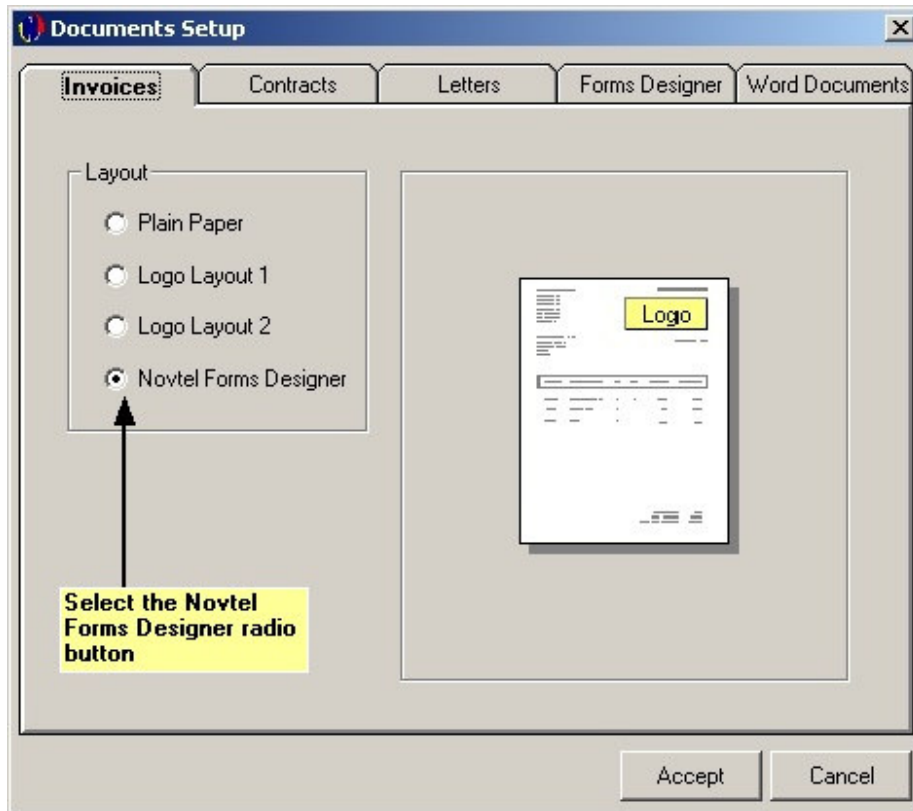 Documents Setup
Invoices Contracts Letters Forms Designer Word Documents
Layout
Plain Paper
Logo Layout 1
Logo Layout 2
Novtel Forms Designer
Logo
Select the Novtel
Forms Designer radio
button
Accept Cancel